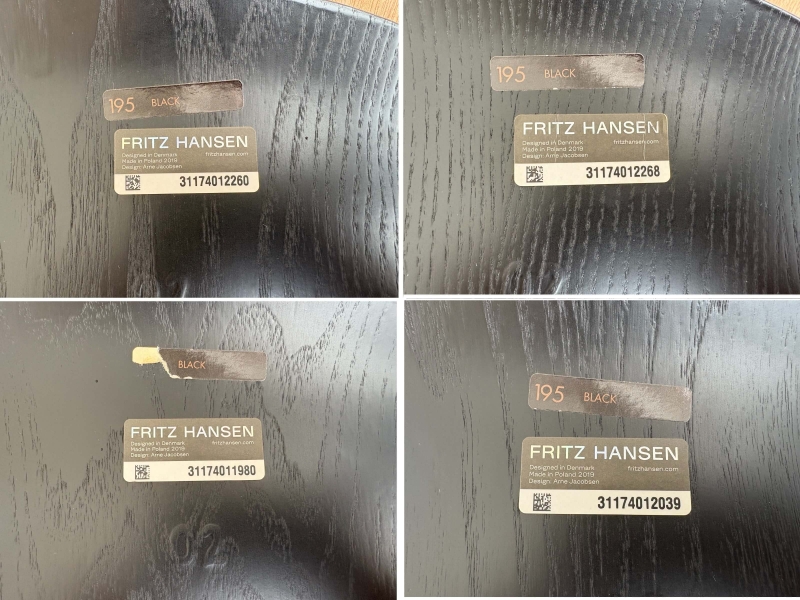 195 BLACK
FRITZ HANSEN
Designed in Denmark fritzhansen.com
Made in Poland 2019
Design: Arne Jacobsen
31174012260
195 BLACK
FRITZ HANSEN
Designed in Denmark fritzhansen.com
Made in Poland 2019
Design: Arne Jacobsen
31174012268
BLACK
FRITZ HANSEN
Designed in Denmark fritzhansen.com
Made in Poland 2019
Design: Arne Jacobsen
31174011980
02
195 BLACK
FRITZ HANSEN
Designed in Denmark fritzhansen.com
Made in Poland 2019
Design: Arne Jacobsen
31174012039